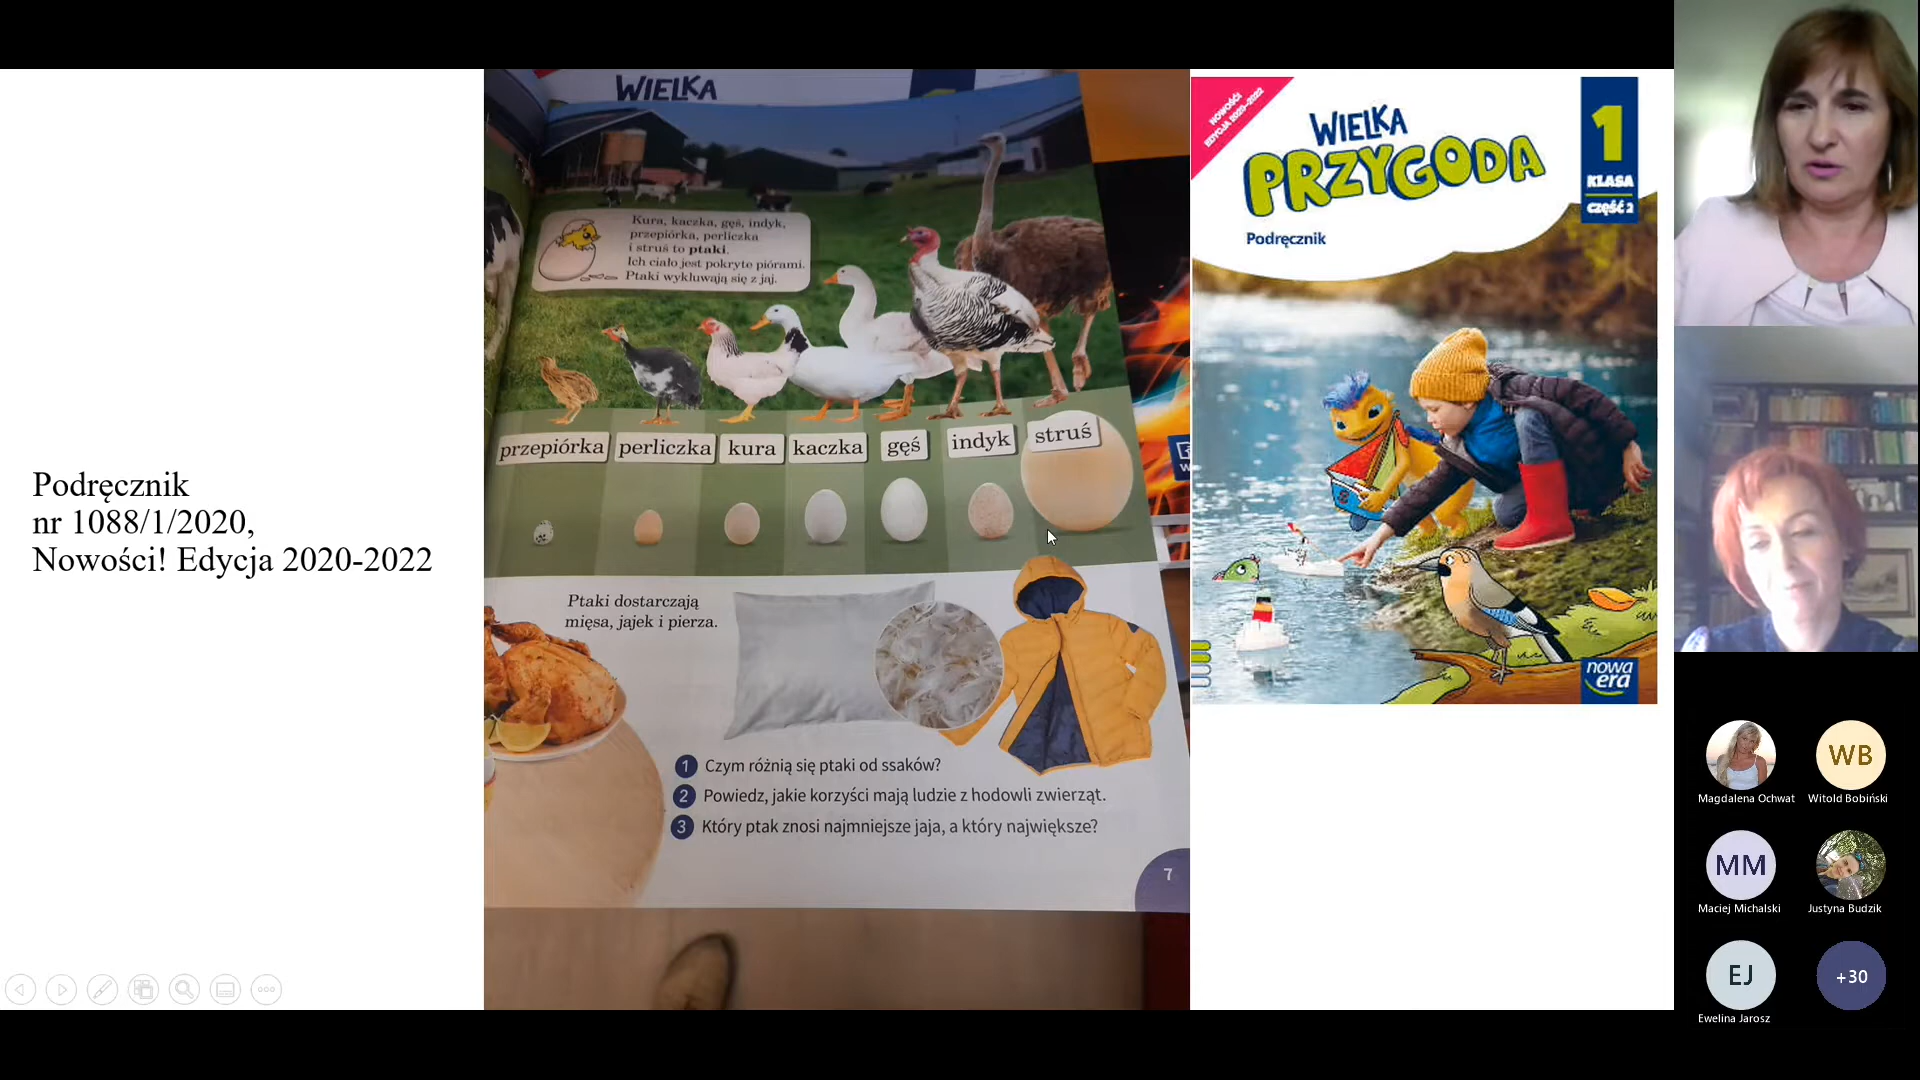 Podręcznik
nr 1088/1/2020,
Nowości! Edycja 2020-2022
WIELKA
Kura, kaczka, gęś, indyk,
przepiórka, perliczka
i struś to ptaki.
Ich ciało jest pokryte piórami.
Ptaki wykluwają się z jaj.
przepiórka
perliczka
kura
kaczka
gęś
indyk
struś
Ptaki dostarczają
mięsa, jajek i pierza.
1 Czym różnią się ptaki od ssaków?
2 Powiedz, jakie korzyści mają ludzie z hodowli zwierząt.
3 Który ptak znosi najmniejsze jaja, a który największe?
7
NOWOŚĆ!
EDYCJA 2020-2022
WIELKA
PRZYGODA
Podręcznik
1
KLASA
CZĘŚĆ 2
nowa
era
Magdalena Ochwat
WB
Witold Bobiński
MM
Maciej Michalski
Justyna Budzik
EJ
Ewelina Jarosz
+30